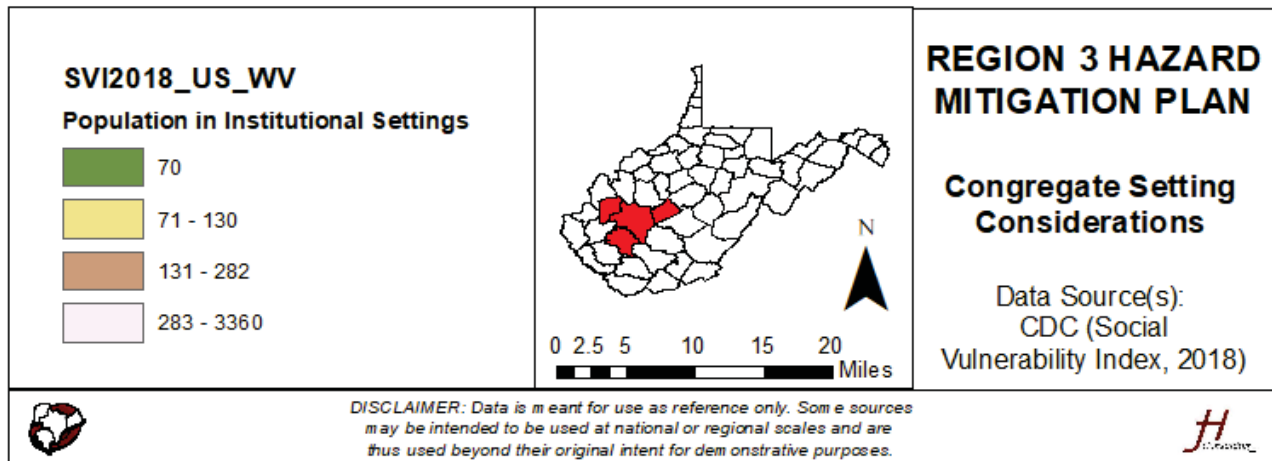 SVI2018_US_WV
Population in Institutional Settings
70
71 - 130
131 - 282
283 - 3360
N
0 2.5 5 10 15 20
Miles
REGION 3 HAZARD
MITIGATION PLAN
Congregate Setting
Considerations
Data Source(s):
CDC (Social
Vulnerability Index, 2018)
DISCLAIMER: Data is meant for use as reference only. Some sources
may be intended to be used at national or regional scales and are
thus used beyond their original intent for demonstrative purposes.
JH